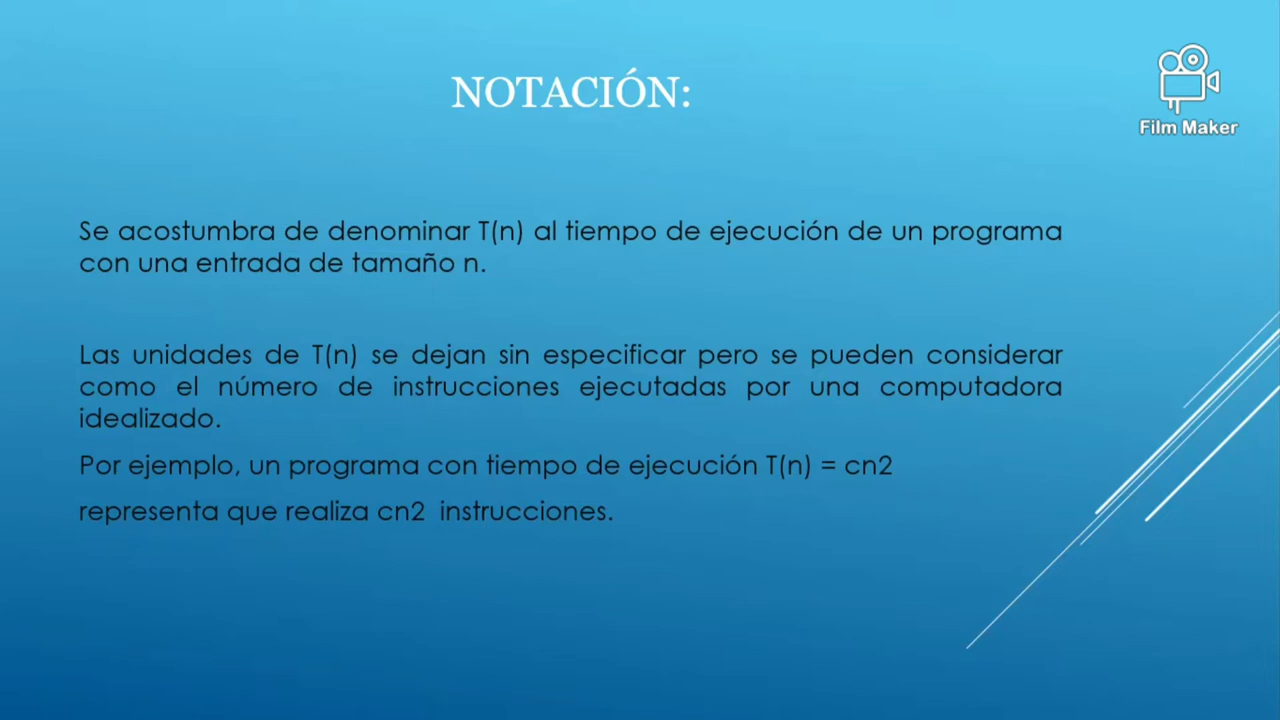 NOTACIÓN:
Film Maker
Se acostumbra de denominar T(n) al tiempo de ejecución de un programa
con una entrada de tamaño n.
Las unidades de T(n) se dejan sin especificar pero se pueden considerar
como el número de instrucciones ejecutadas por una computadora
idealizado.
Por ejemplo, un programa con tiempo de ejecución T(n) = cn2
representa que realiza cn2 instrucciones.